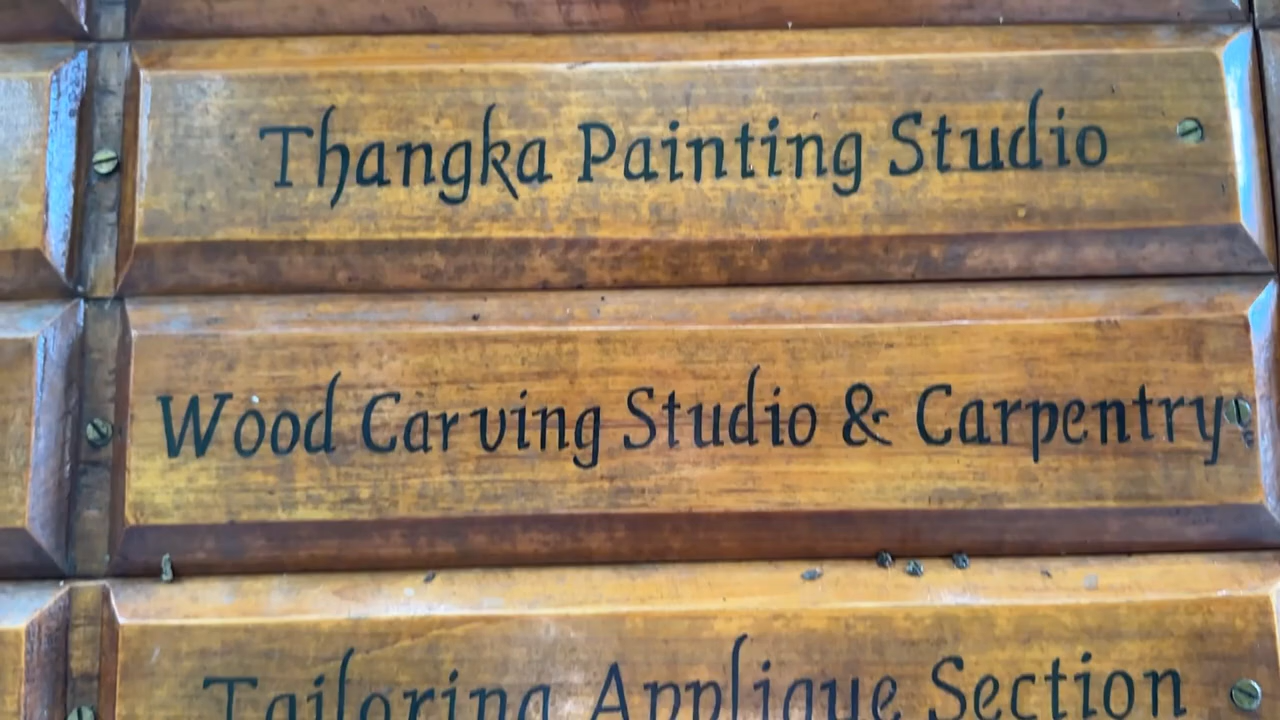 Thangka Painting Studio
Wood Carving Studio & Carpentry
Tailoring Applique Section